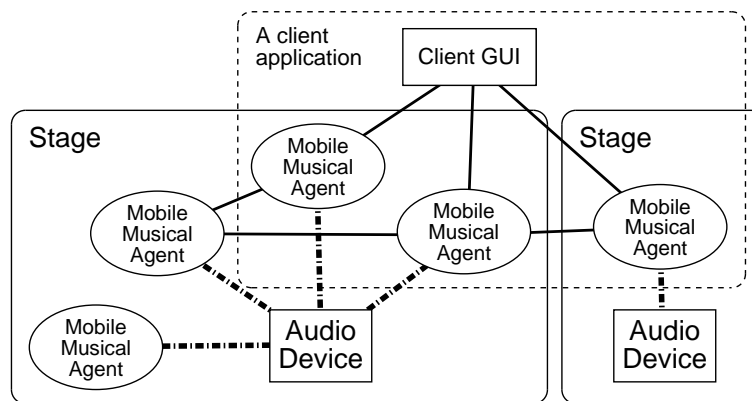 A client
application
Client GUI
Stage
Stage
Mobile
Musical
Agent
Mobile
Musical
Agent
Mobile
Musical
Agent
Mobile
Musical
Agent
Mobile
Musical
Agent
Audio
Device
Audio
Device